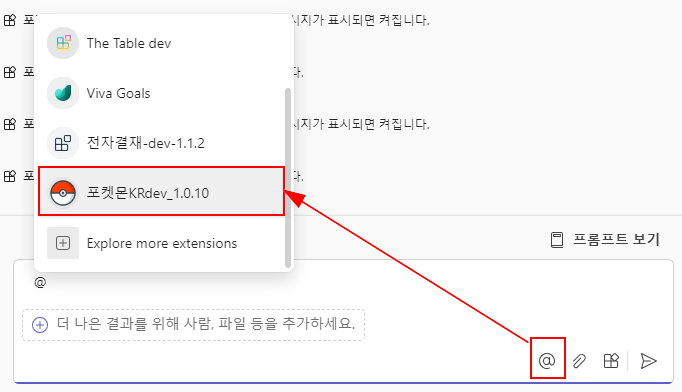 포
시지가 표시되면 켜집니다.
The Table dev
포
다.
Viva Goals
포
시지가 표시되면 켜집니다.
전자결재-dev-1.1.2
포
다.
포켓몬KRdev_1.0.10
Explore more extensions
프롬프트 보기
@
더 나은 결과를 위해 사람, 파일 등을 추가하세요.
@